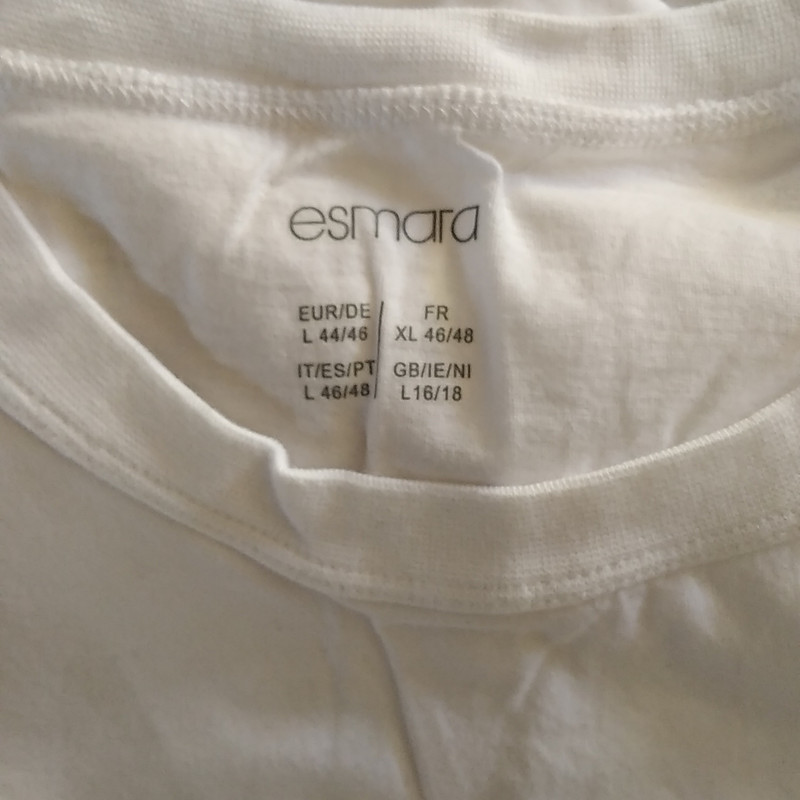 esmara
EUR/DE FR
L 44/46 XL 46/48
IT/ES/PT GB/IE/NI
L 46/48 L16/18